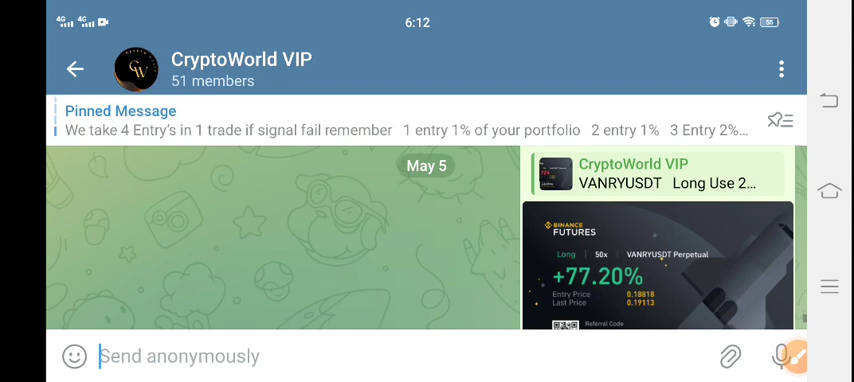 4G 4G 6:12 55
CryptoWorld VIP
51 members
Pinned Message
We take 4 Entry's in 1 trade if signal fail remember 1 entry 1% of your portfolio 2 entry 1% 3 Entry 2%...
May 5
CryptoWorld VIP
VANRYUSDT Long Use 2...
BINANCE
FUTURES
Long 50x VANRYUSDT Perpetual
+77.20%
Entry Price 0.18818
Last Price 0.19113
Referral Code
Send anonymously